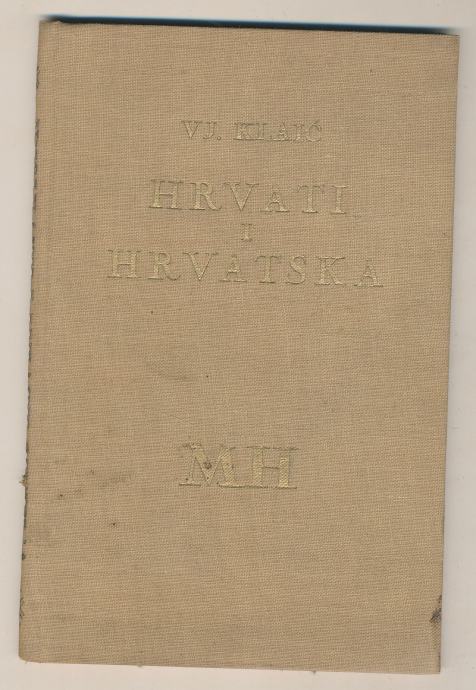 VJ. KLAIĆ
HRVATI
I
HRVATSKA
MH